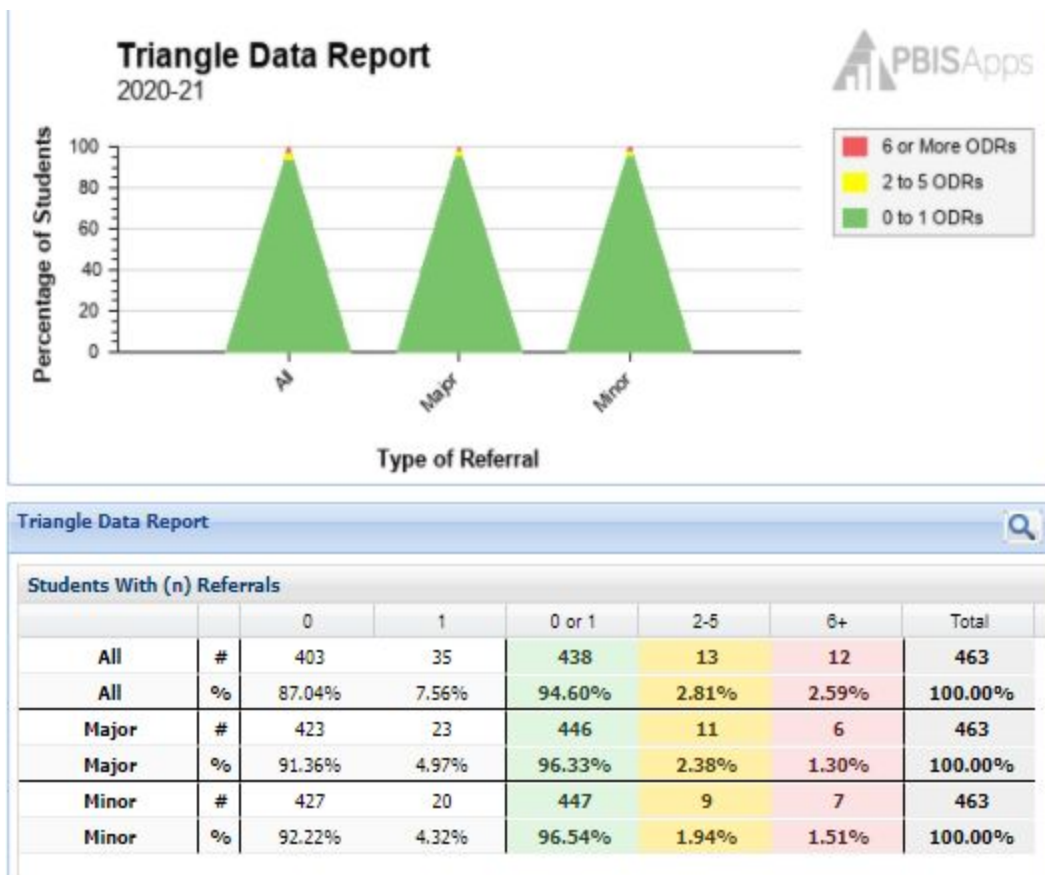 Triangle Data Report
2020-21
PBISApps
Percentage of Students
100
80
60
40
20
0
All
Major
Minor
Type of Referral
6 or More ODRs
2 to 5 ODRs
0 to 1 ODRs
Triangle Data Report
Students With (n) Referrals
0 1 0 or 1 2-5 6+ Total
All # 403 35 438 13 12 463
All % 87.04% 7.56% 94.60% 2.81% 2.59% 100.00%
Major # 423 23 446 11 6 463
Major % 91.36% 4.97% 96.33% 2.38% 1.30% 100.00%
Minor # 427 20 447 9 7 463
Minor % 92.22% 4.32% 96.54% 1.94% 1.51% 100.00%